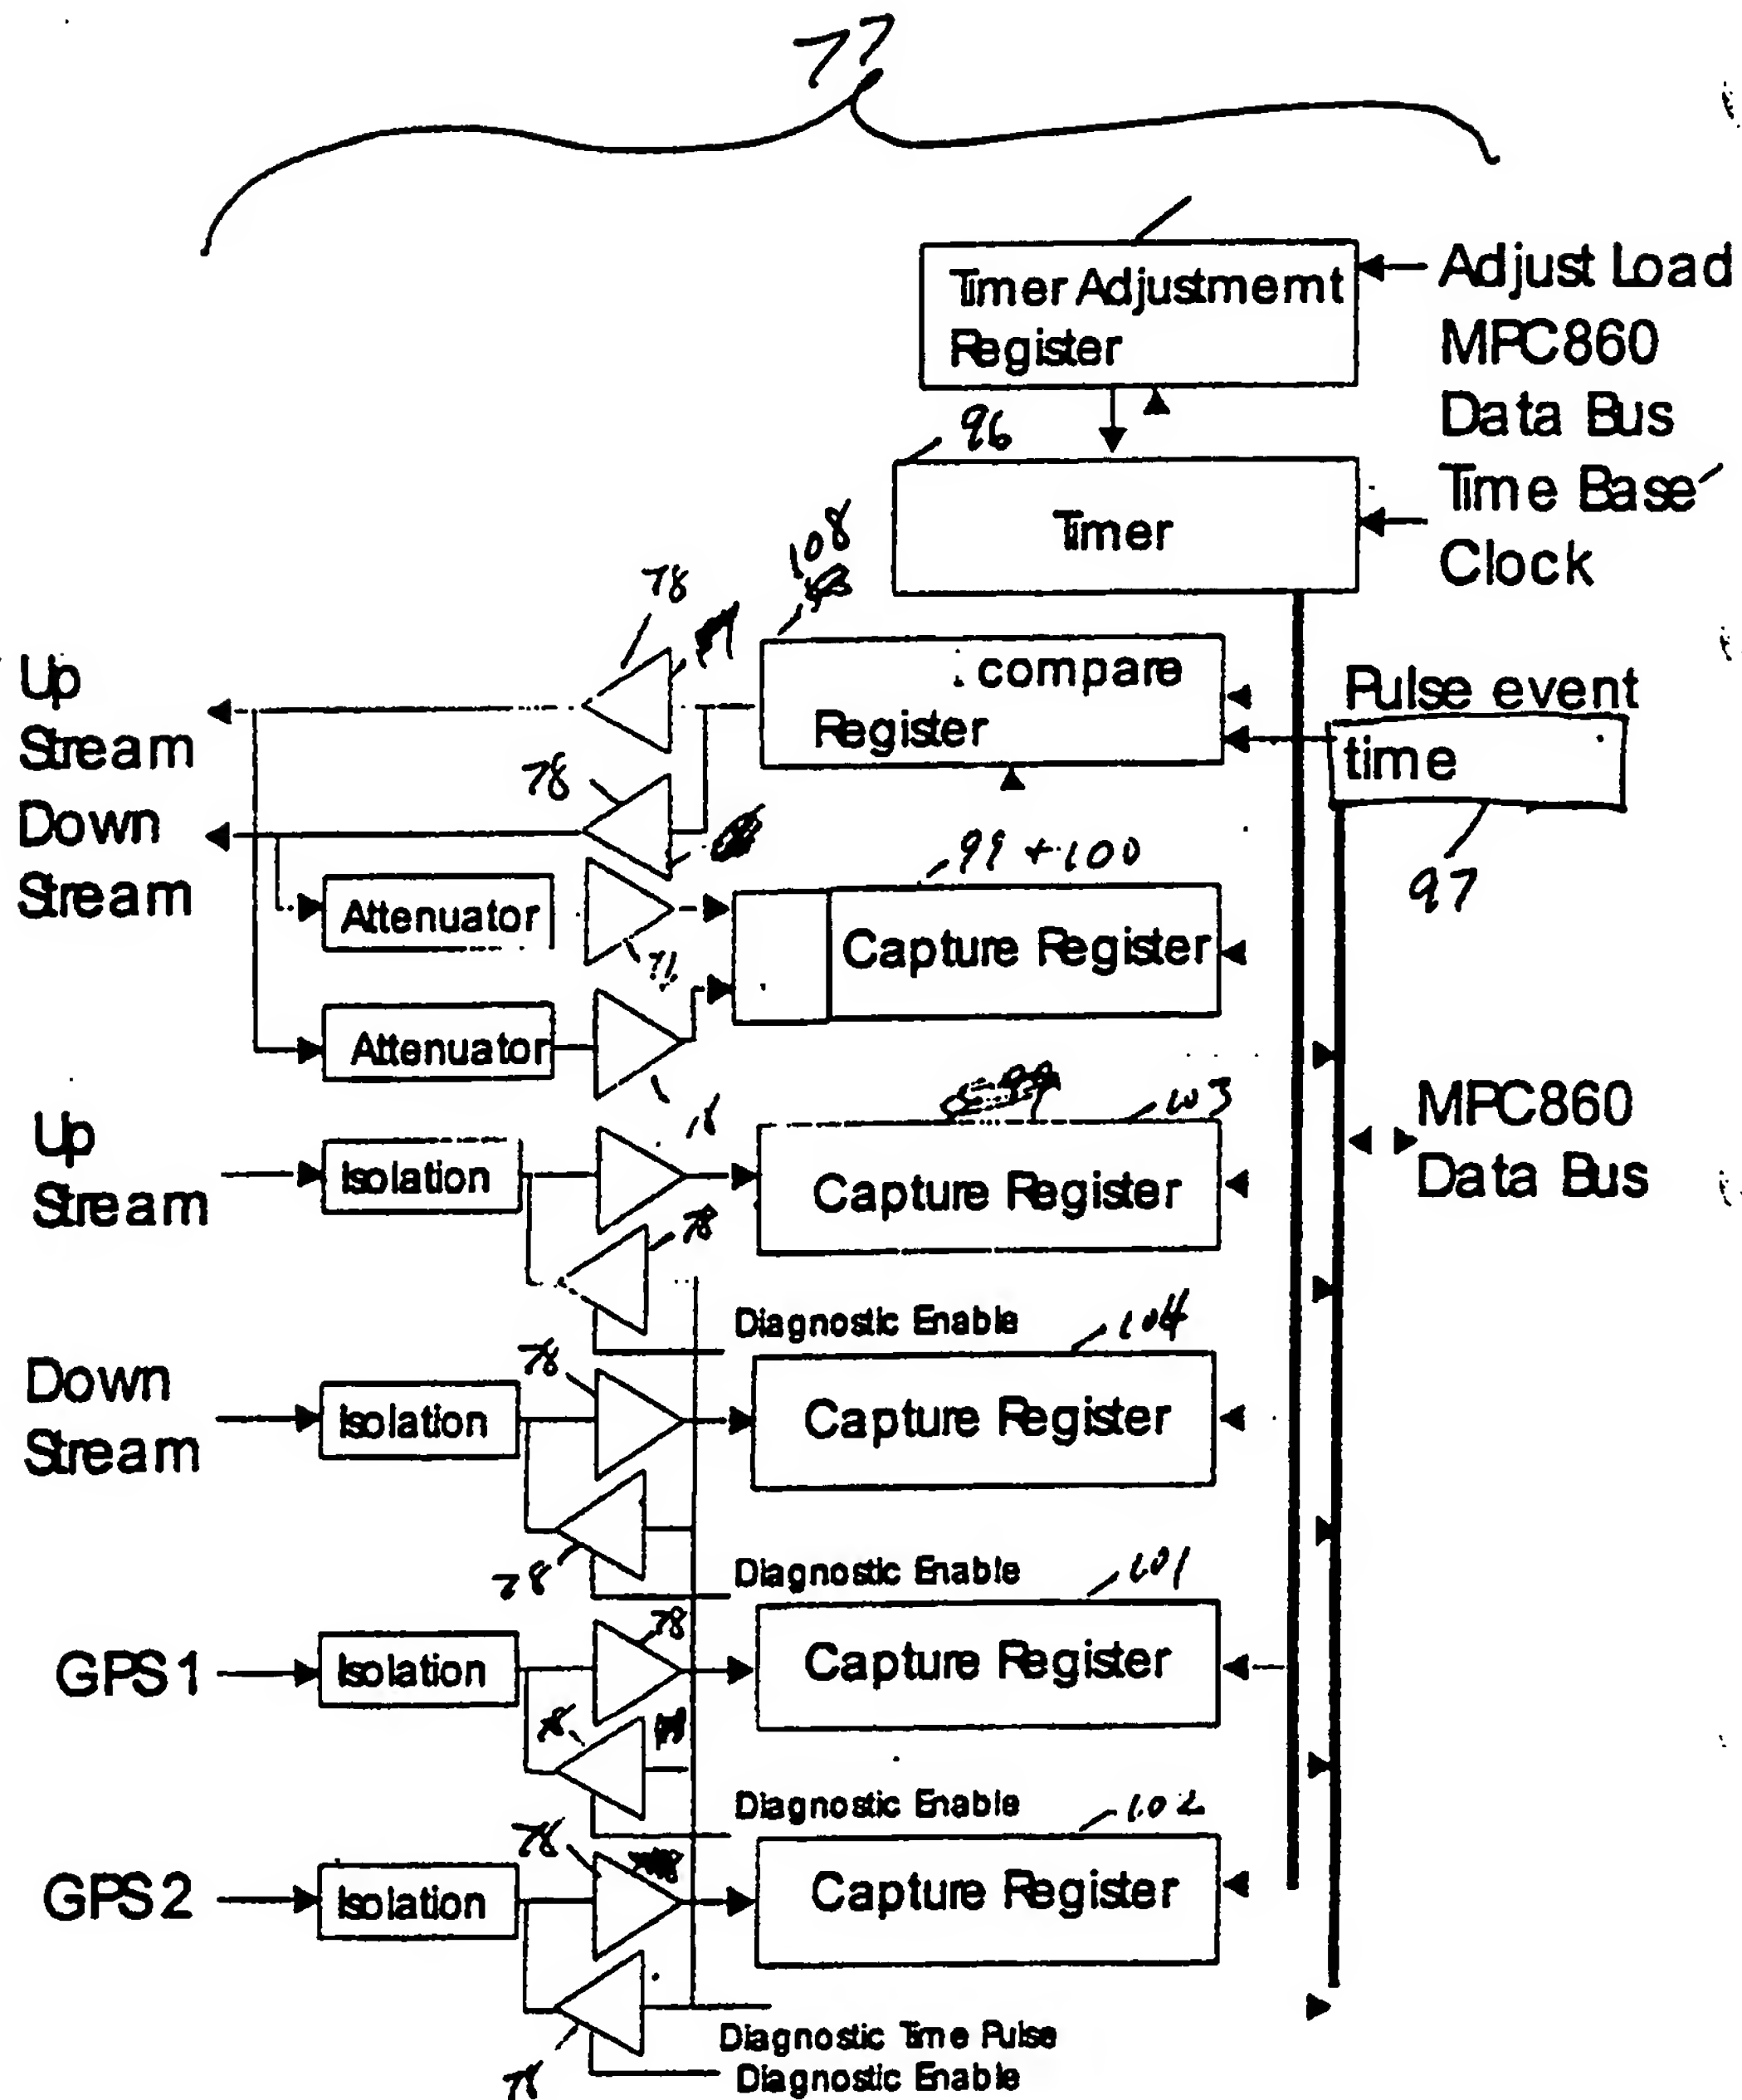 77
Timer Adjustmemt
Register
Adjust Load
MPC860
Data Bus
96
Timer
Time Base
Clock
108
78
compare
Register
Up
Stream
Pulse event
time
97
78
Down
Stream
99 + 100
Attenuator
Capture Register
Attenuator
103
Up
Stream
Isolation
Capture Register
MPC860
Data Bus
78
Diagnostic Enable
104
78
Down
Stream
Isolation
Capture Register
78
Diagnostic Enable
101
78
GPS1
Isolation
Capture Register
78
Diagnostic Enable
102
78
GPS2
Isolation
Capture Register
78
Diagnostic Time Pulse
Diagnostic Enable